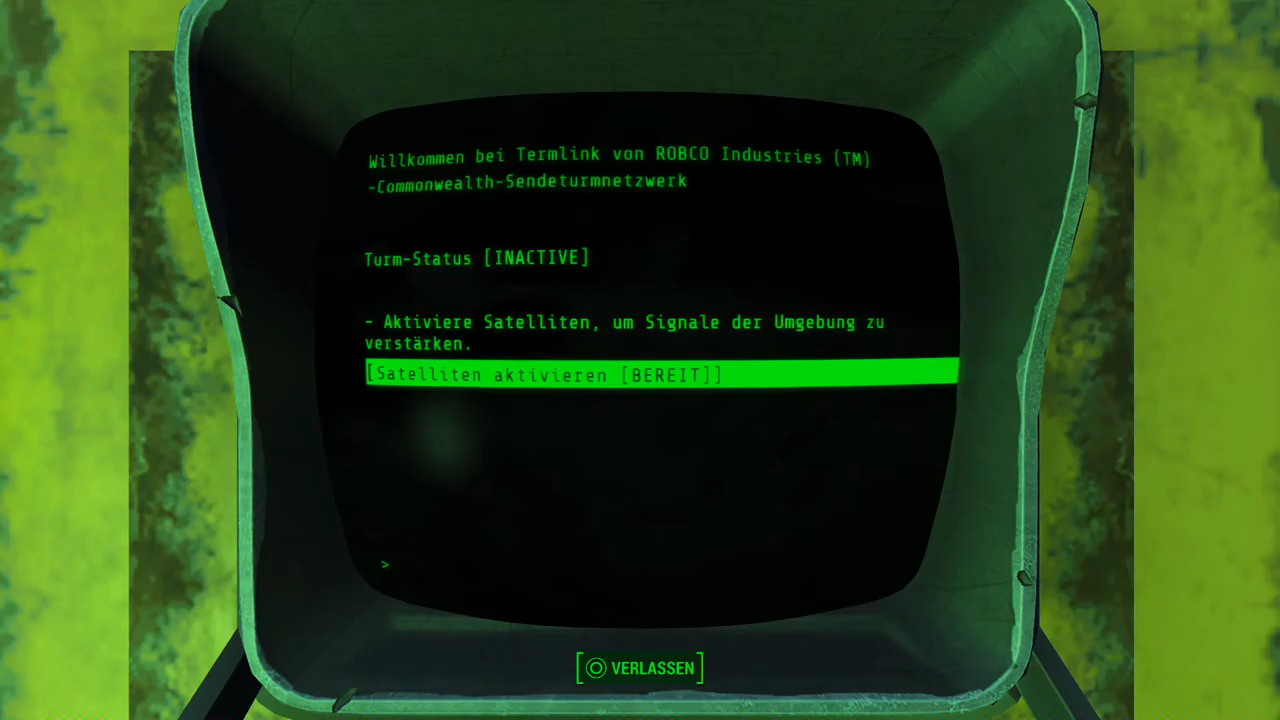 Willkommen bei Termlink von ROBCO Industries (TM)
-Commonwealth-Sendeturmnetzwerk
Turm-Status [INACTIVE]
- Aktiviere Satelliten, um Signale der Umgebung zu
verstärken.
[Satelliten aktivieren [BEREIT]]
>
[VERLASSEN]